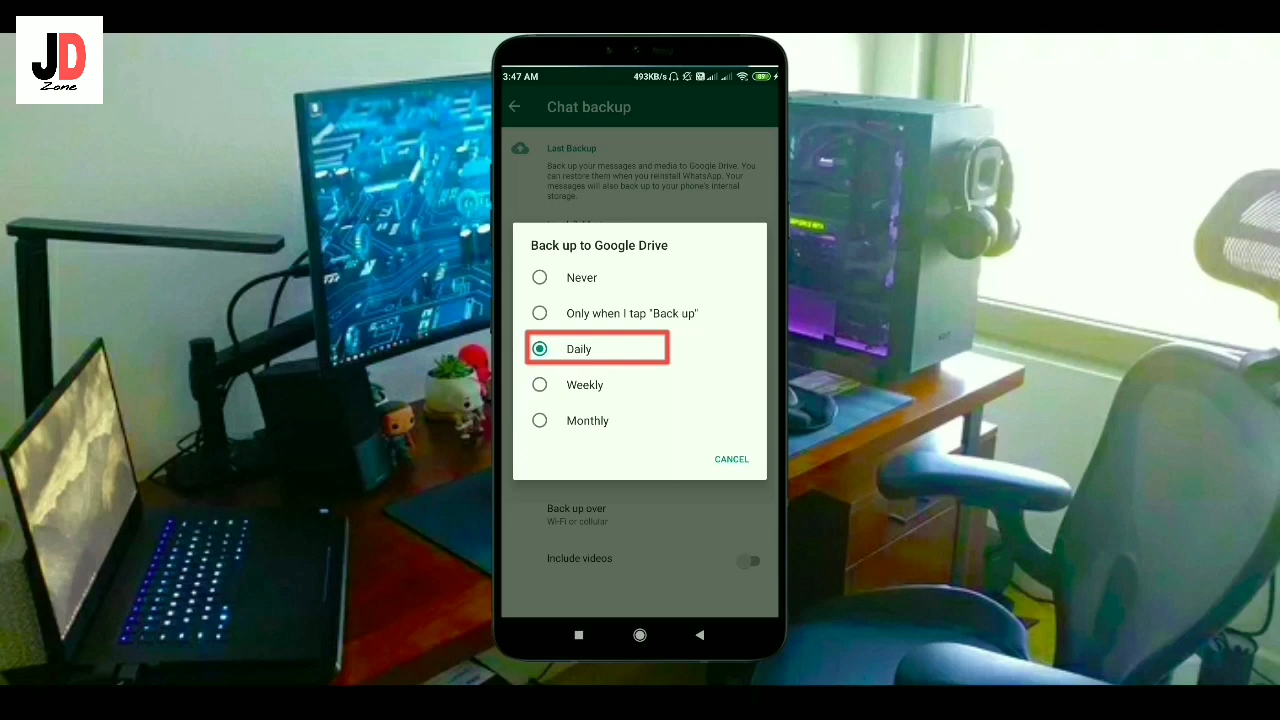 JD
Zone
3:47 AM
493KB/s
89
Chat backup
Last Backup
Back up your messages and media to Google Drive. You
can restore them when you reinstall WhatsApp. Your
messages will also back up to your phone's internal
storage.
Back up to Google Drive
Never
Only when I tap "Back up"
Daily
Weekly
Monthly
CANCEL
Back up over
Wi-Fi or cellular
Include videos